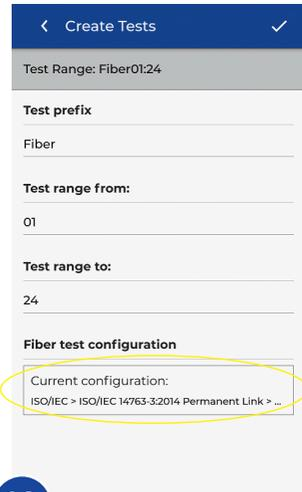 Create Tests
Test Range: Fiber01:24
Test prefix
Fiber
Test range from:
01
Test range to:
24
Fiber test configuration
Current configuration:
ISO/IEC > ISO/IEC 14763-3:2014 Permanent Link > ...